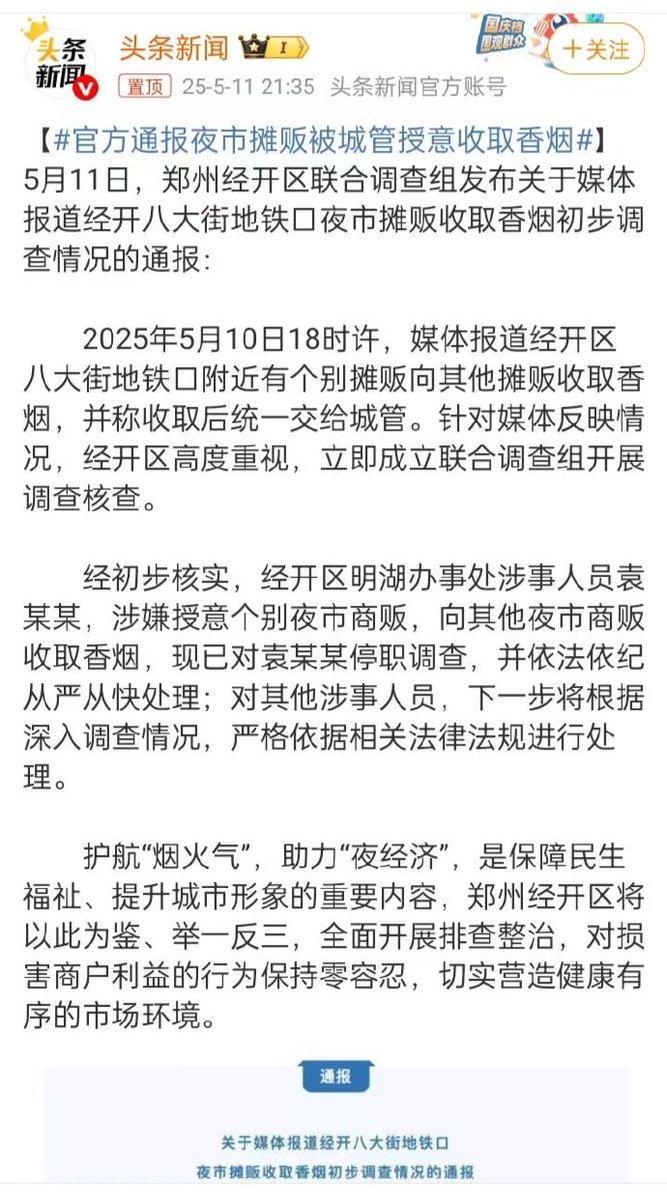 头条
新闻
头条新闻 I
国庆档
国观群众
+关注
置顶 25-5-11 21:35 头条新闻官方账号
【#官方通报夜市摊贩被城管授意收取香烟#】
5月11日，郑州经开区联合调查组发布关于媒体
报道经开八大街地铁口夜市摊贩收取香烟初步调
查情况的通报：
2025年5月10日18时许，媒体报道经开区
八大街地铁口附近有个别摊贩向其他摊贩收取香
烟，并称收取后统一交给城管。针对媒体反映情
况，经开区高度重视，立即成立联合调查组开展
调查核查。
经初步核实，经开区明湖办事处涉事人员袁
某某，涉嫌授意个别夜市商贩，向其他夜市商贩
收取香烟，现已对袁某某停职调查，并依法依纪
从严从快处理；对其他涉事人员，下一步将根据
深入调查情况，严格依据相关法律法规进行处
理。
护航“烟火气”，助力“夜经济”，是保障民生
福祉、提升城市形象的重要内容，郑州经开区将
以此为鉴、举一反三，全面开展排查整治，对损
害商户利益的行为保持零容忍，切实营造健康有
序的市场环境。
通报
关于媒体报道经开八大街地铁口
夜市摊贩收取香烟初步调查情况的通报